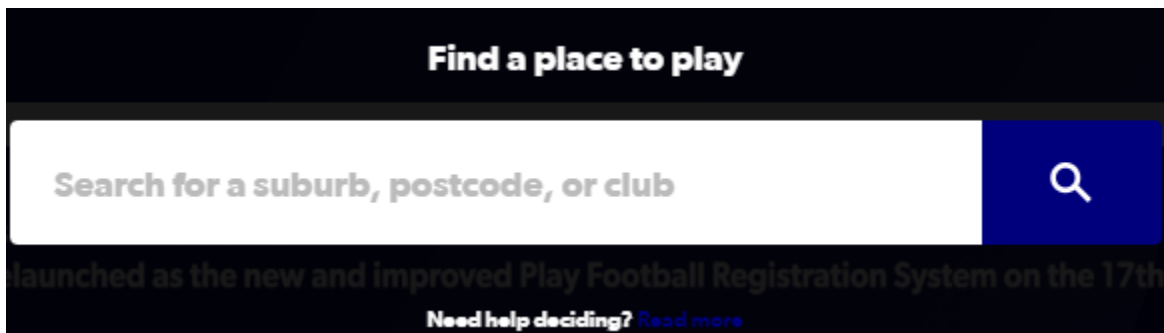 Find a place to play
Search for a suburb, postcode, or club
elaunched as the new and improved Play Football Registration System on the 17th
Need help deciding? Read more